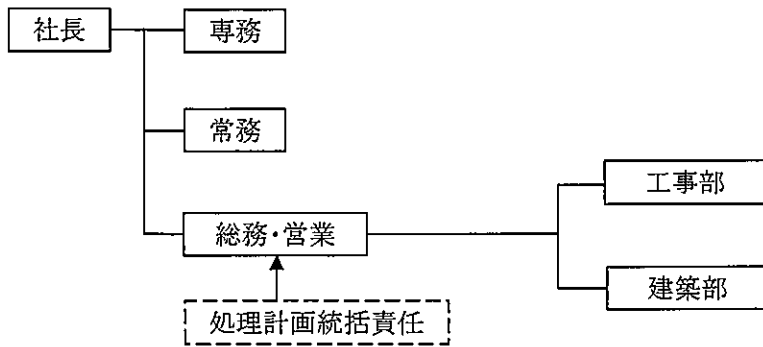 社長
専務
常務
総務・営業
工事部
建築部
処理計画統括責任